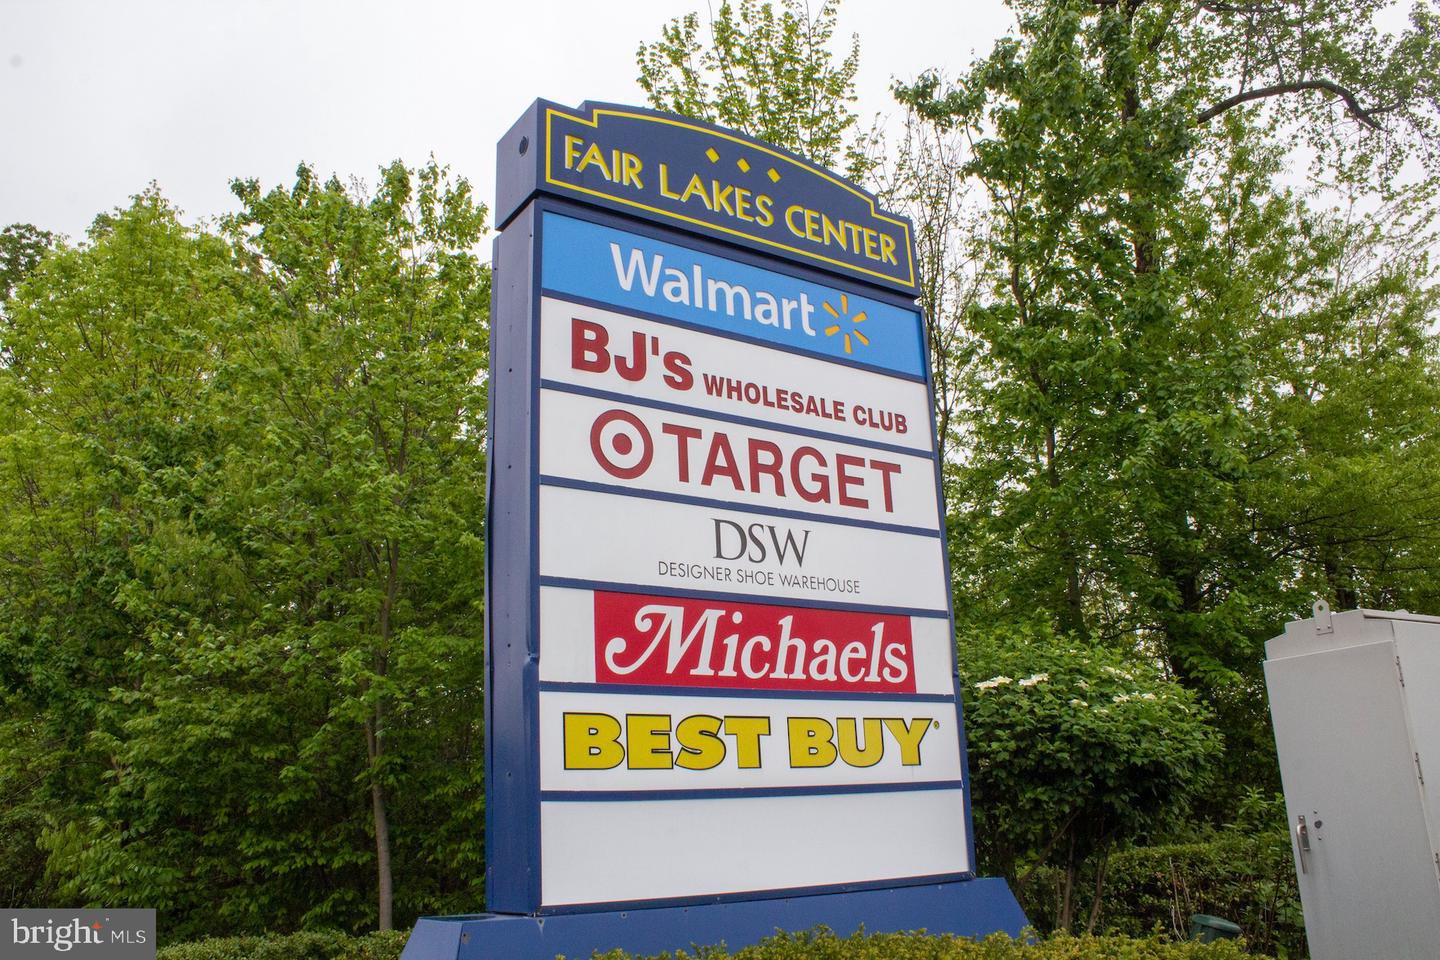 FAIR LAKES CENTER
Walmart
BJ'S WHOLESALE CLUB
TARGET
DSW
DESIGNER SHOE WAREHOUSE
Michaels
BEST BUY®
bright MLS